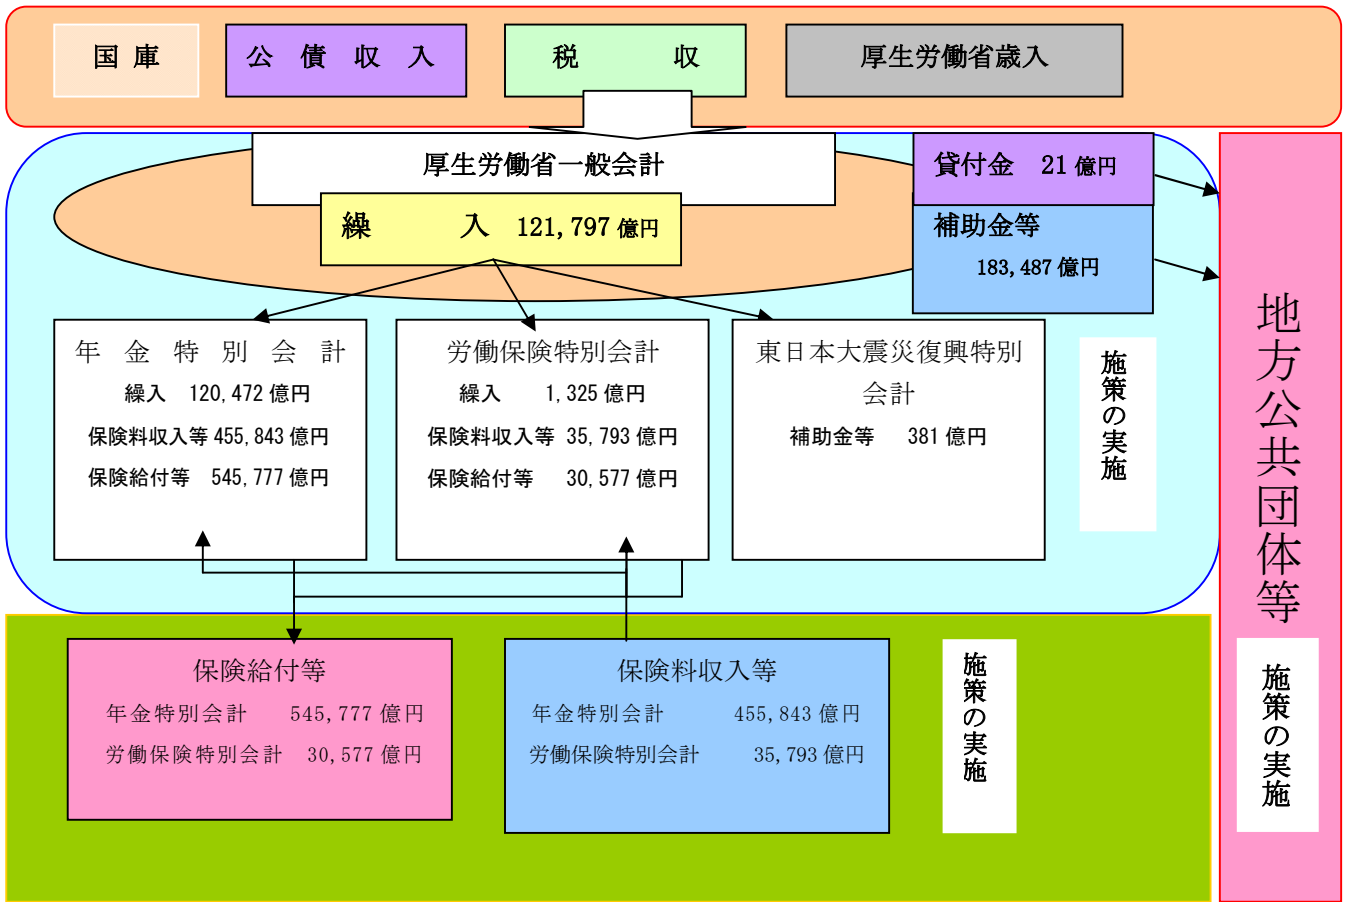 国 庫
公 債 収 入
税 収
厚生労働省歳入
厚生労働省一般会計
繰 入 121,797 億円
貸付金 21 億円
補助金等
183,487 億円
年 金 特 別 会 計
繰入 120,472 億円
保険料収入等 455,843 億円
保険給付等 545,777 億円
労働保険特別会計
繰入 1,325 億円
保険料収入等 35,793 億円
保険給付等 30,577 億円
東日本大震災復興特別
会計
補助金等 381 億円
施策の実施
地方公共団体等
施策の実施
保険給付等
年金特別会計 545,777 億円
労働保険特別会計 30,577 億円
保険料収入等
年金特別会計 455,843 億円
労働保険特別会計 35,793 億円
施策の実施